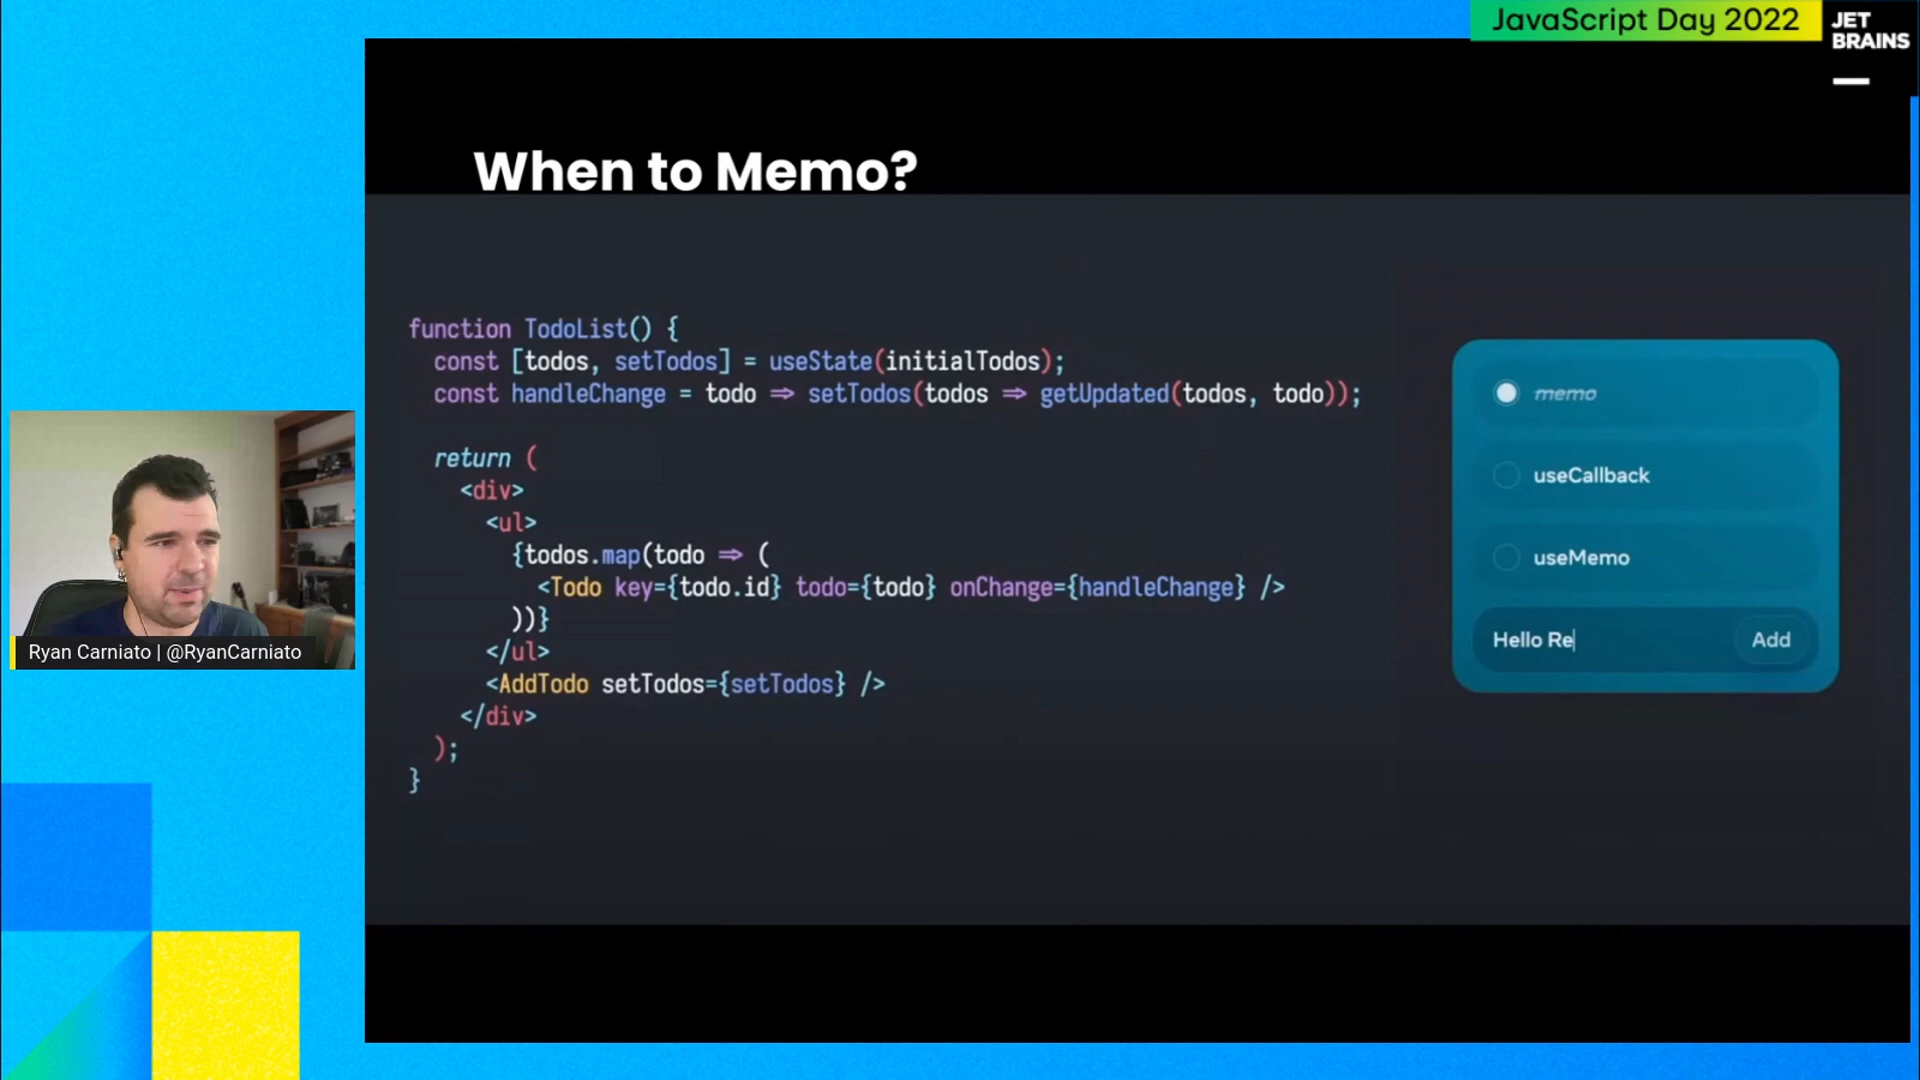 JavaScript Day 2022
JET
BRAINS
When to Memo?
function TodoList() {
const [todos, setTodos] = useState(initialTodos);
const handleChange = todo => setTodos(todos => getUpdated(todos, todo));
return (
<div>
<ul>
{todos.map(todo => (
<Todo key={todo.id} todo={todo} onChange={handleChange} />
))}
</ul>
<AddTodo setTodos={setTodos} />
</div>
);
}
memo
useCallback
useMemo
Hello Re
Add
Ryan Carniato | @RyanCarniato